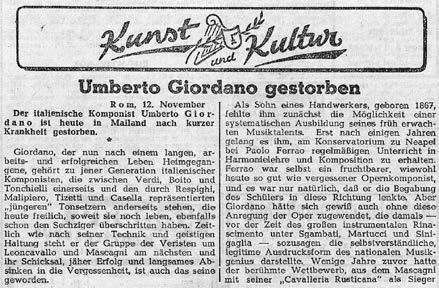 Kunst und Kultur
Umberto Giordano gestorben
Rom, 12. November
Der italienische Komponist Umberto Gior-
dano ist heute in Mailand nach kurzer
Krankheit gestorben.
*
Giordano, der nun nach einem langen, ar-
beits- und erfolgreichen Leben Heimgegan-
gene, gehört zu jener Generation italienischer
Komponisten, die zwischen Verdi, Boito und
Tonchielli einerseits und den durch Respighi,
Malipiero, Tizetti und Casella repräsentierten
„jüngeren" Tonsetzern anderseits stehen, die
heute freilich, soweit sie noch leben, ebenfalls
schon den Sechziger überschritten haben. Zeit-
lich wie nach seiner Technik und geistigen
Haltung steht er der Gruppe der Veristen um
Leoncavallo und Mascagni am nächsten und
ihr Schicksal, jäher Erfolg und langsames Ab-
sinken in die Vergessenheit, ist auch das seine
geworden.
Als Sohn eines Handwerkers, geboren 1867,
fehlte ihm zunächst die Möglichkeit einer
systematischen Ausbildung seines früh erwach-
ten Musiktalents. Erst nach einigen Jahren
gelang es ihm, am Konservatorium zu Neapel
bei Paolo Ferrao regelmäßigen Unterricht in
Harmonielehre und Komposition zu erhalten.
Ferrao war selbst ein fruchtbarer, wiewohl
heute so gut wie vergessener Opernkomponist,
und es war nur natürlich, daß er die Begabung
des Schülers in diese Richtung lenkte. Aber
Giordano hätte sich gewiß auch ohne diese
Anregung der Oper zugewendet, die damals —
vor der Zeit des großen instrumentalen Rina-
scimento unter Sgambati, Martucci und Sini-
gaglia — sozusagen die selbstverständliche,
legitime Ausdrucksform des nationalen Musik-
genius darstellte. Wenige Jahre zuvor hatte
der berühmte Wettbewerb, aus dem Mascagni
mit seiner „Cavalleria Rusticana" als Sieger